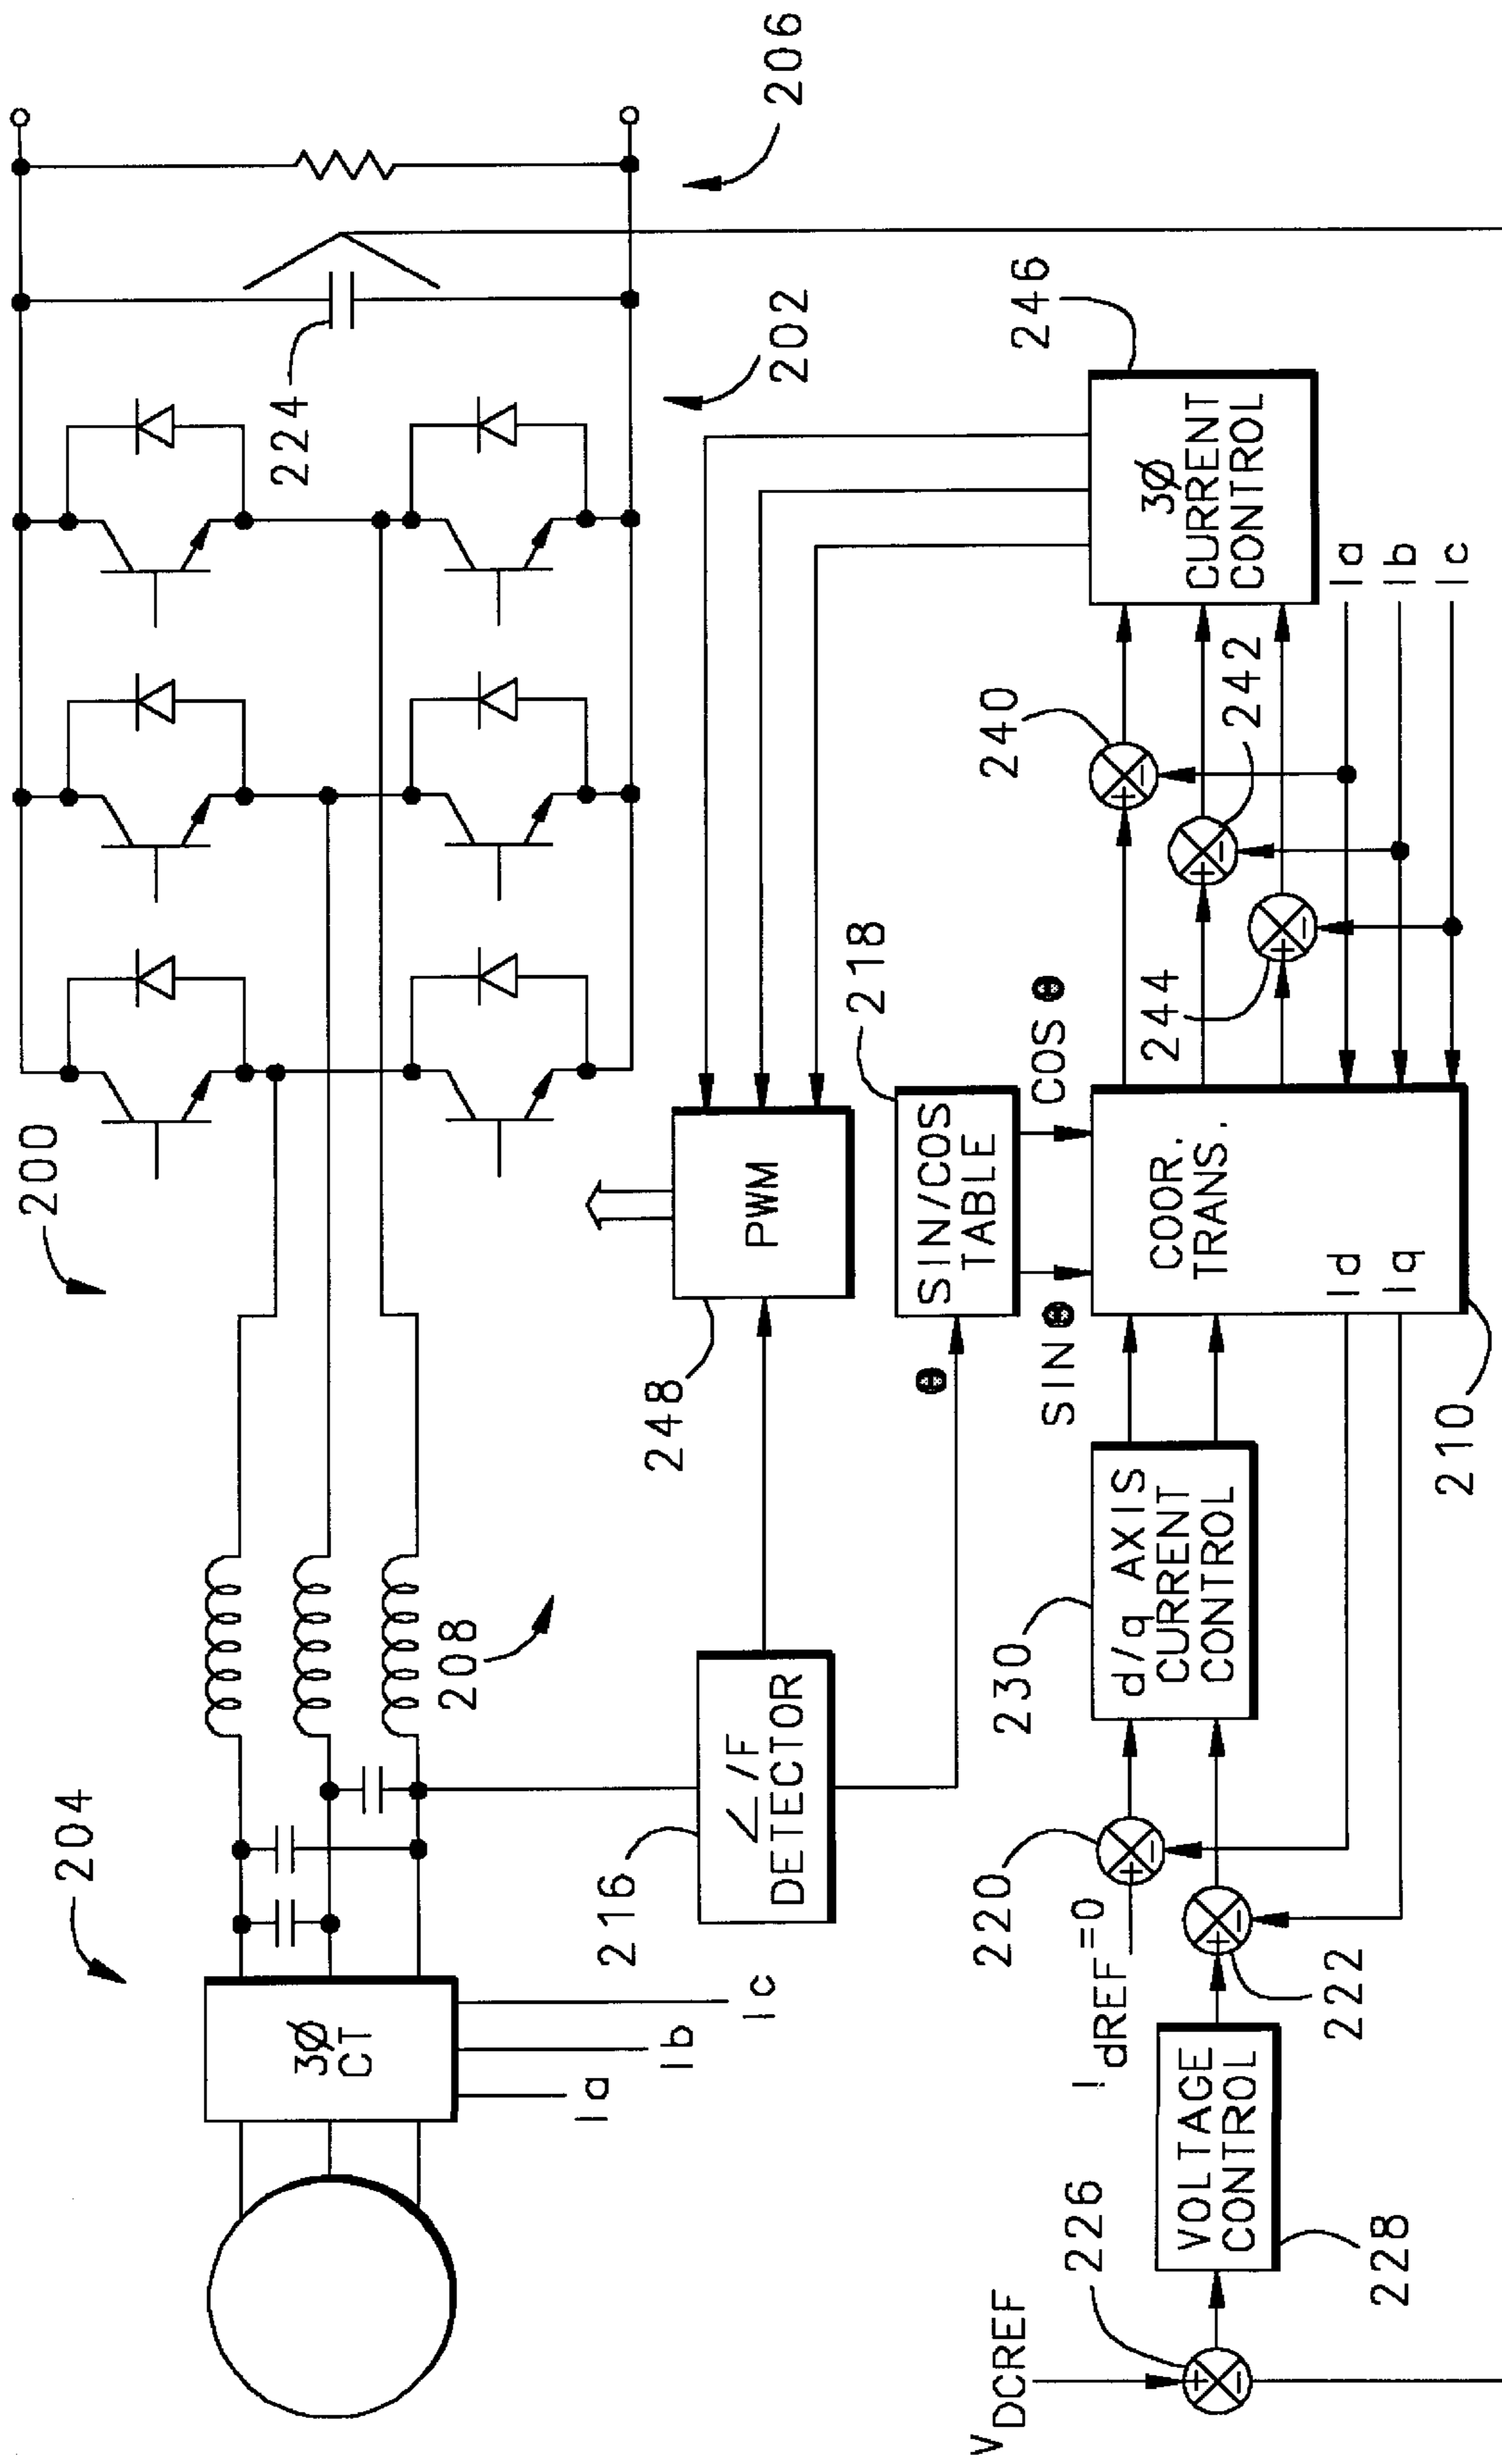 200
204
206
202
224
208
3Ø
CT
Ia
Ib
Ic
216
∠/F
DETECTOR
248
PWM
218
SIN/COS
TABLE
Θ
SIN Θ
COS Θ
246
3Ø
CURRENT
CONTROL
240
242
244
Ia
Ib
Ic
COOR.
TRANS.
Id
Iq
210
230
d/q AXIS
CURRENT
CONTROL
220
IdREF=0
222
VOLTAGE
CONTROL
228
226
VDCREF